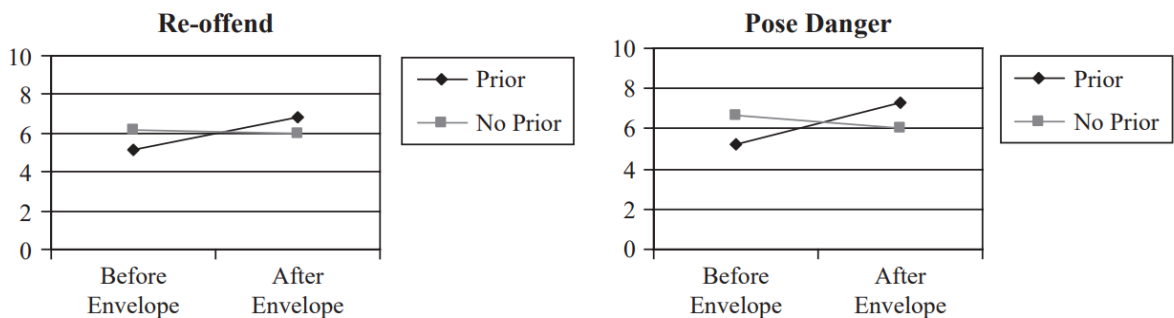 Re-offend
10
8
6
4
2
0
Before
Envelope
After
Envelope
Prior
No Prior
Pose Danger
10
8
6
4
2
0
Before
Envelope
After
Envelope
Prior
No Prior